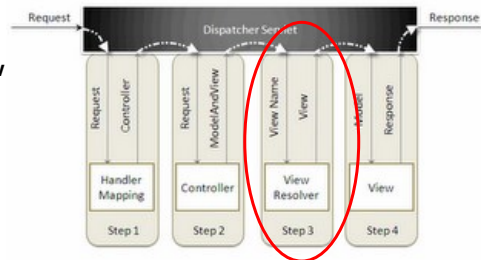 Request
Response
Dispatcher Servlet
w
Request
Controller
Request
ModelAndView
View Name
View
Model
Response
Handler
Mapping
Controller
View
Resolver
View
Step 1
Step 2
Step 3
Step 4